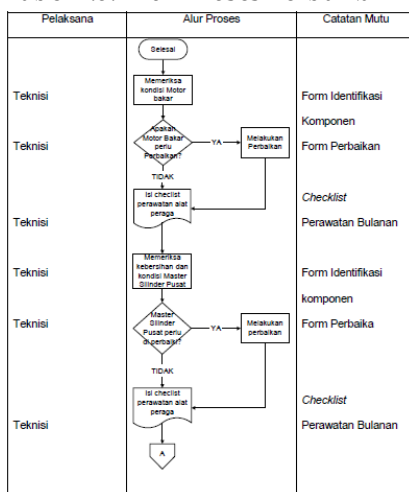 Pelaksana
Alur Proses
Catatan Mutu
Selesai
Teknisi
Memeriksa
kondisi Motor
bakar
Form Identifikasi
Komponen
Teknisi
Apakah
Motor Bakar
perlu
Perbaikan?
YA
Melakukan
Perbaikan
Form Perbaikan
TIDAK
Teknisi
Isi checlist
perawatan alat
peraga
Checklist
Perawatan Bulanan
Teknisi
Memeriksa
kebersihan dan
kondisi Master
Silinder Pusat
Form Identifikasi
komponen
Teknisi
Master
Silinder
Pusat perlu
di perbaiki?
YA
Melakukan
perbaikan
Form Perbaika
TIDAK
Teknisi
Isi checlist
perawatan alat
peraga
Checklist
Perawatan Bulanan
A